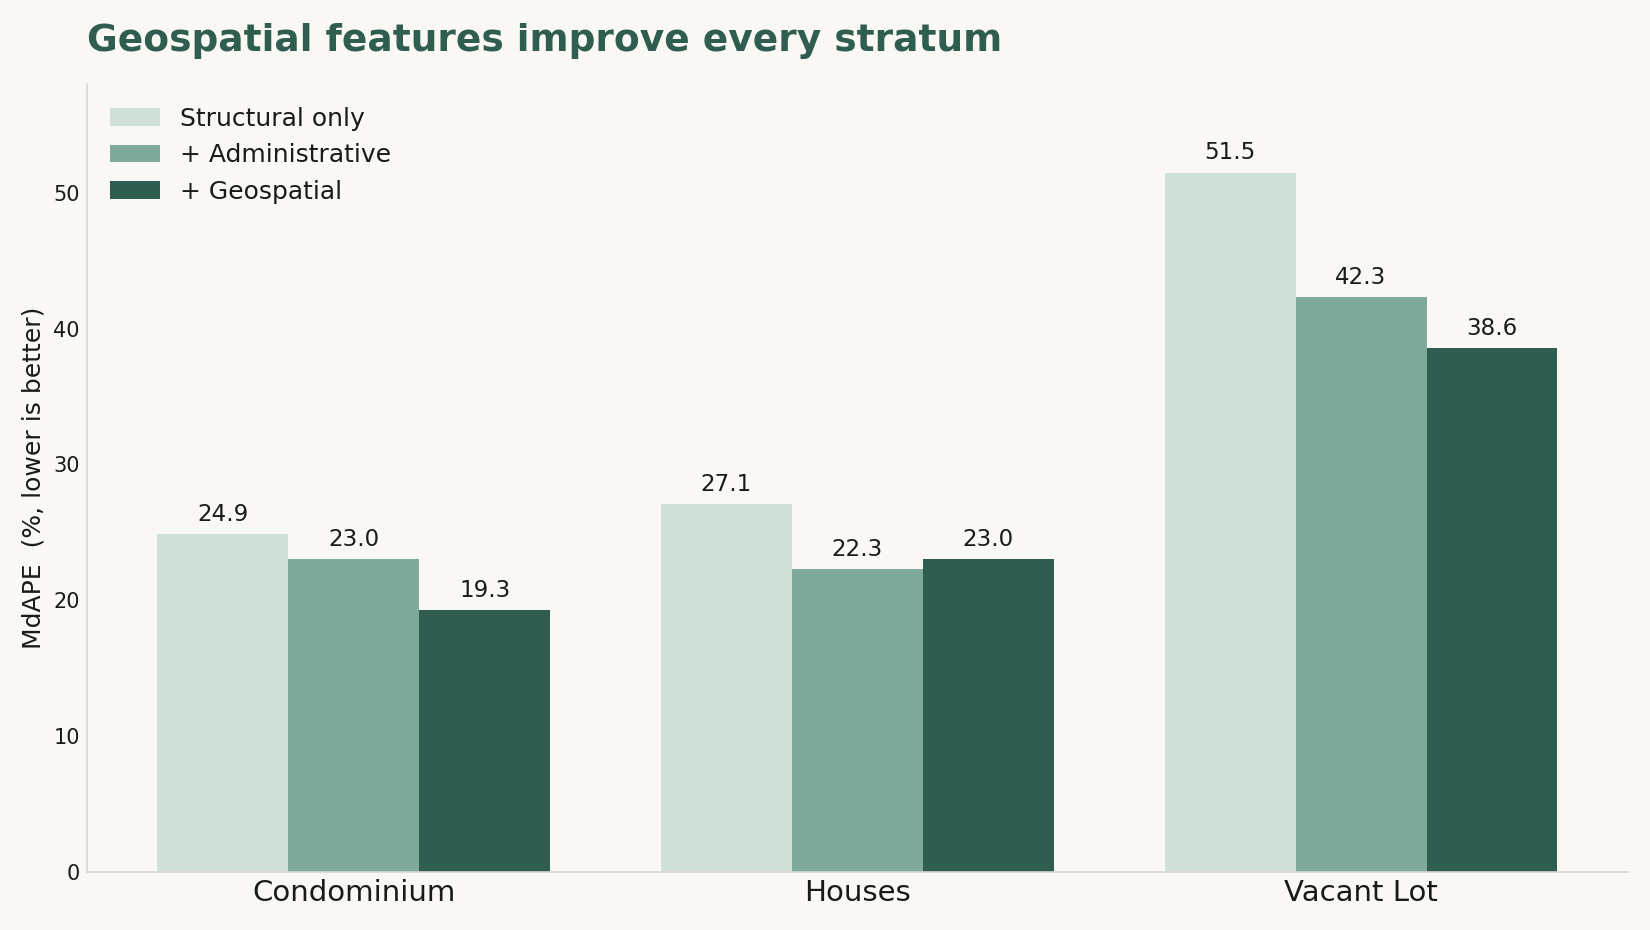 Geospatial features improve every stratum
Structural only
+ Administrative
+ Geospatial
MdAPE (%, lower is better)
50
40
30
20
10
0
24.9
23.0
19.3
27.1
22.3
23.0
51.5
42.3
38.6
Condominium
Houses
Vacant Lot